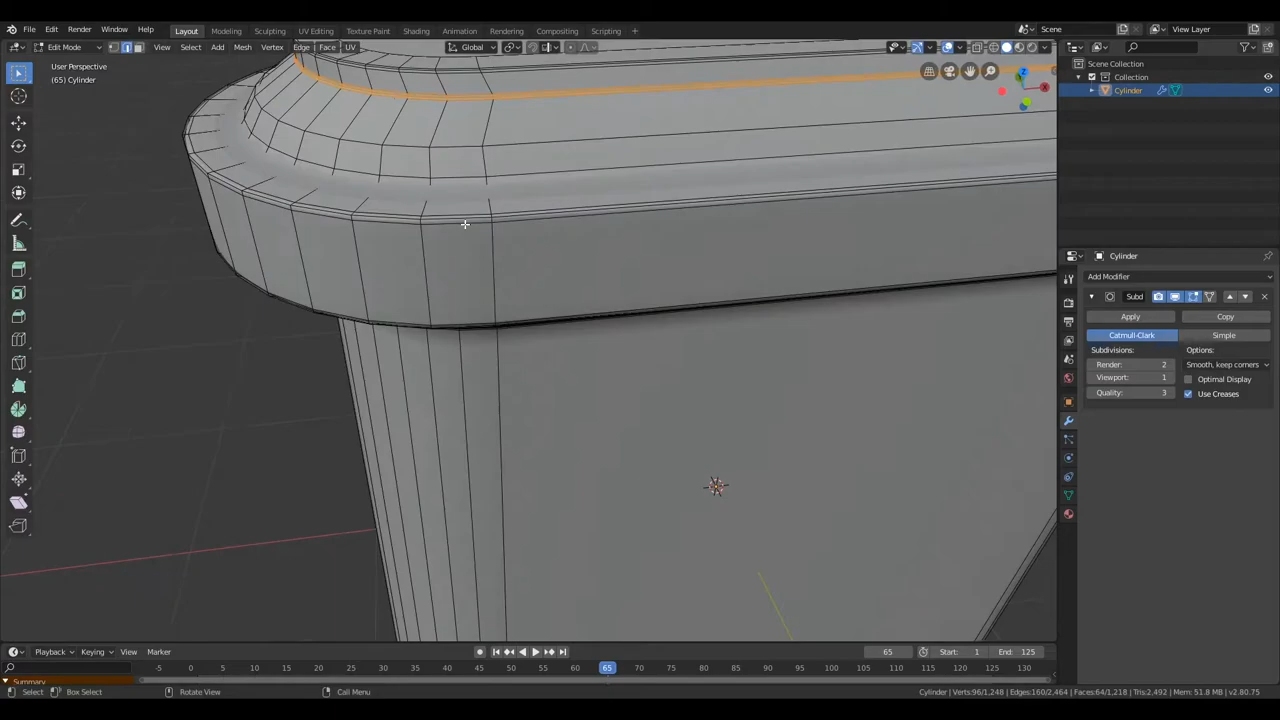 File Edit Render Window Help Layout Modeling Sculpting UV Editing Texture Paint Shading Animation Rendering Compositing Scripting Scene View Layer
Edit Mode View Select Add Mesh Vertex Edge Face UV Global
User Perspective
(65) Cylinder
Scene Collection
Collection
Cylinder
Cylinder
Add Modifier
Subd
Apply Copy
Catmull-Clark Simple
Subdivisions: Options:
Render: 2 Smooth, keep corners
Viewport: 1 Optimal Display
Quality: 3 Use Creases
Playback Keying View Marker 65 Start: 1 End: 125
-5 0 5 10 15 20 25 30 35 40 45 50 55 60 65 70 75 80 85 90 95 100 105 110 115 120 125 130
Summary
Select Box Select Rotate View Call Menu Cylinder | Verts:96/1,248 | Edges:160/2,464 | Faces:64/1,218 | Tris:2,492 | Mem: 51.8 MB | v2.80.75